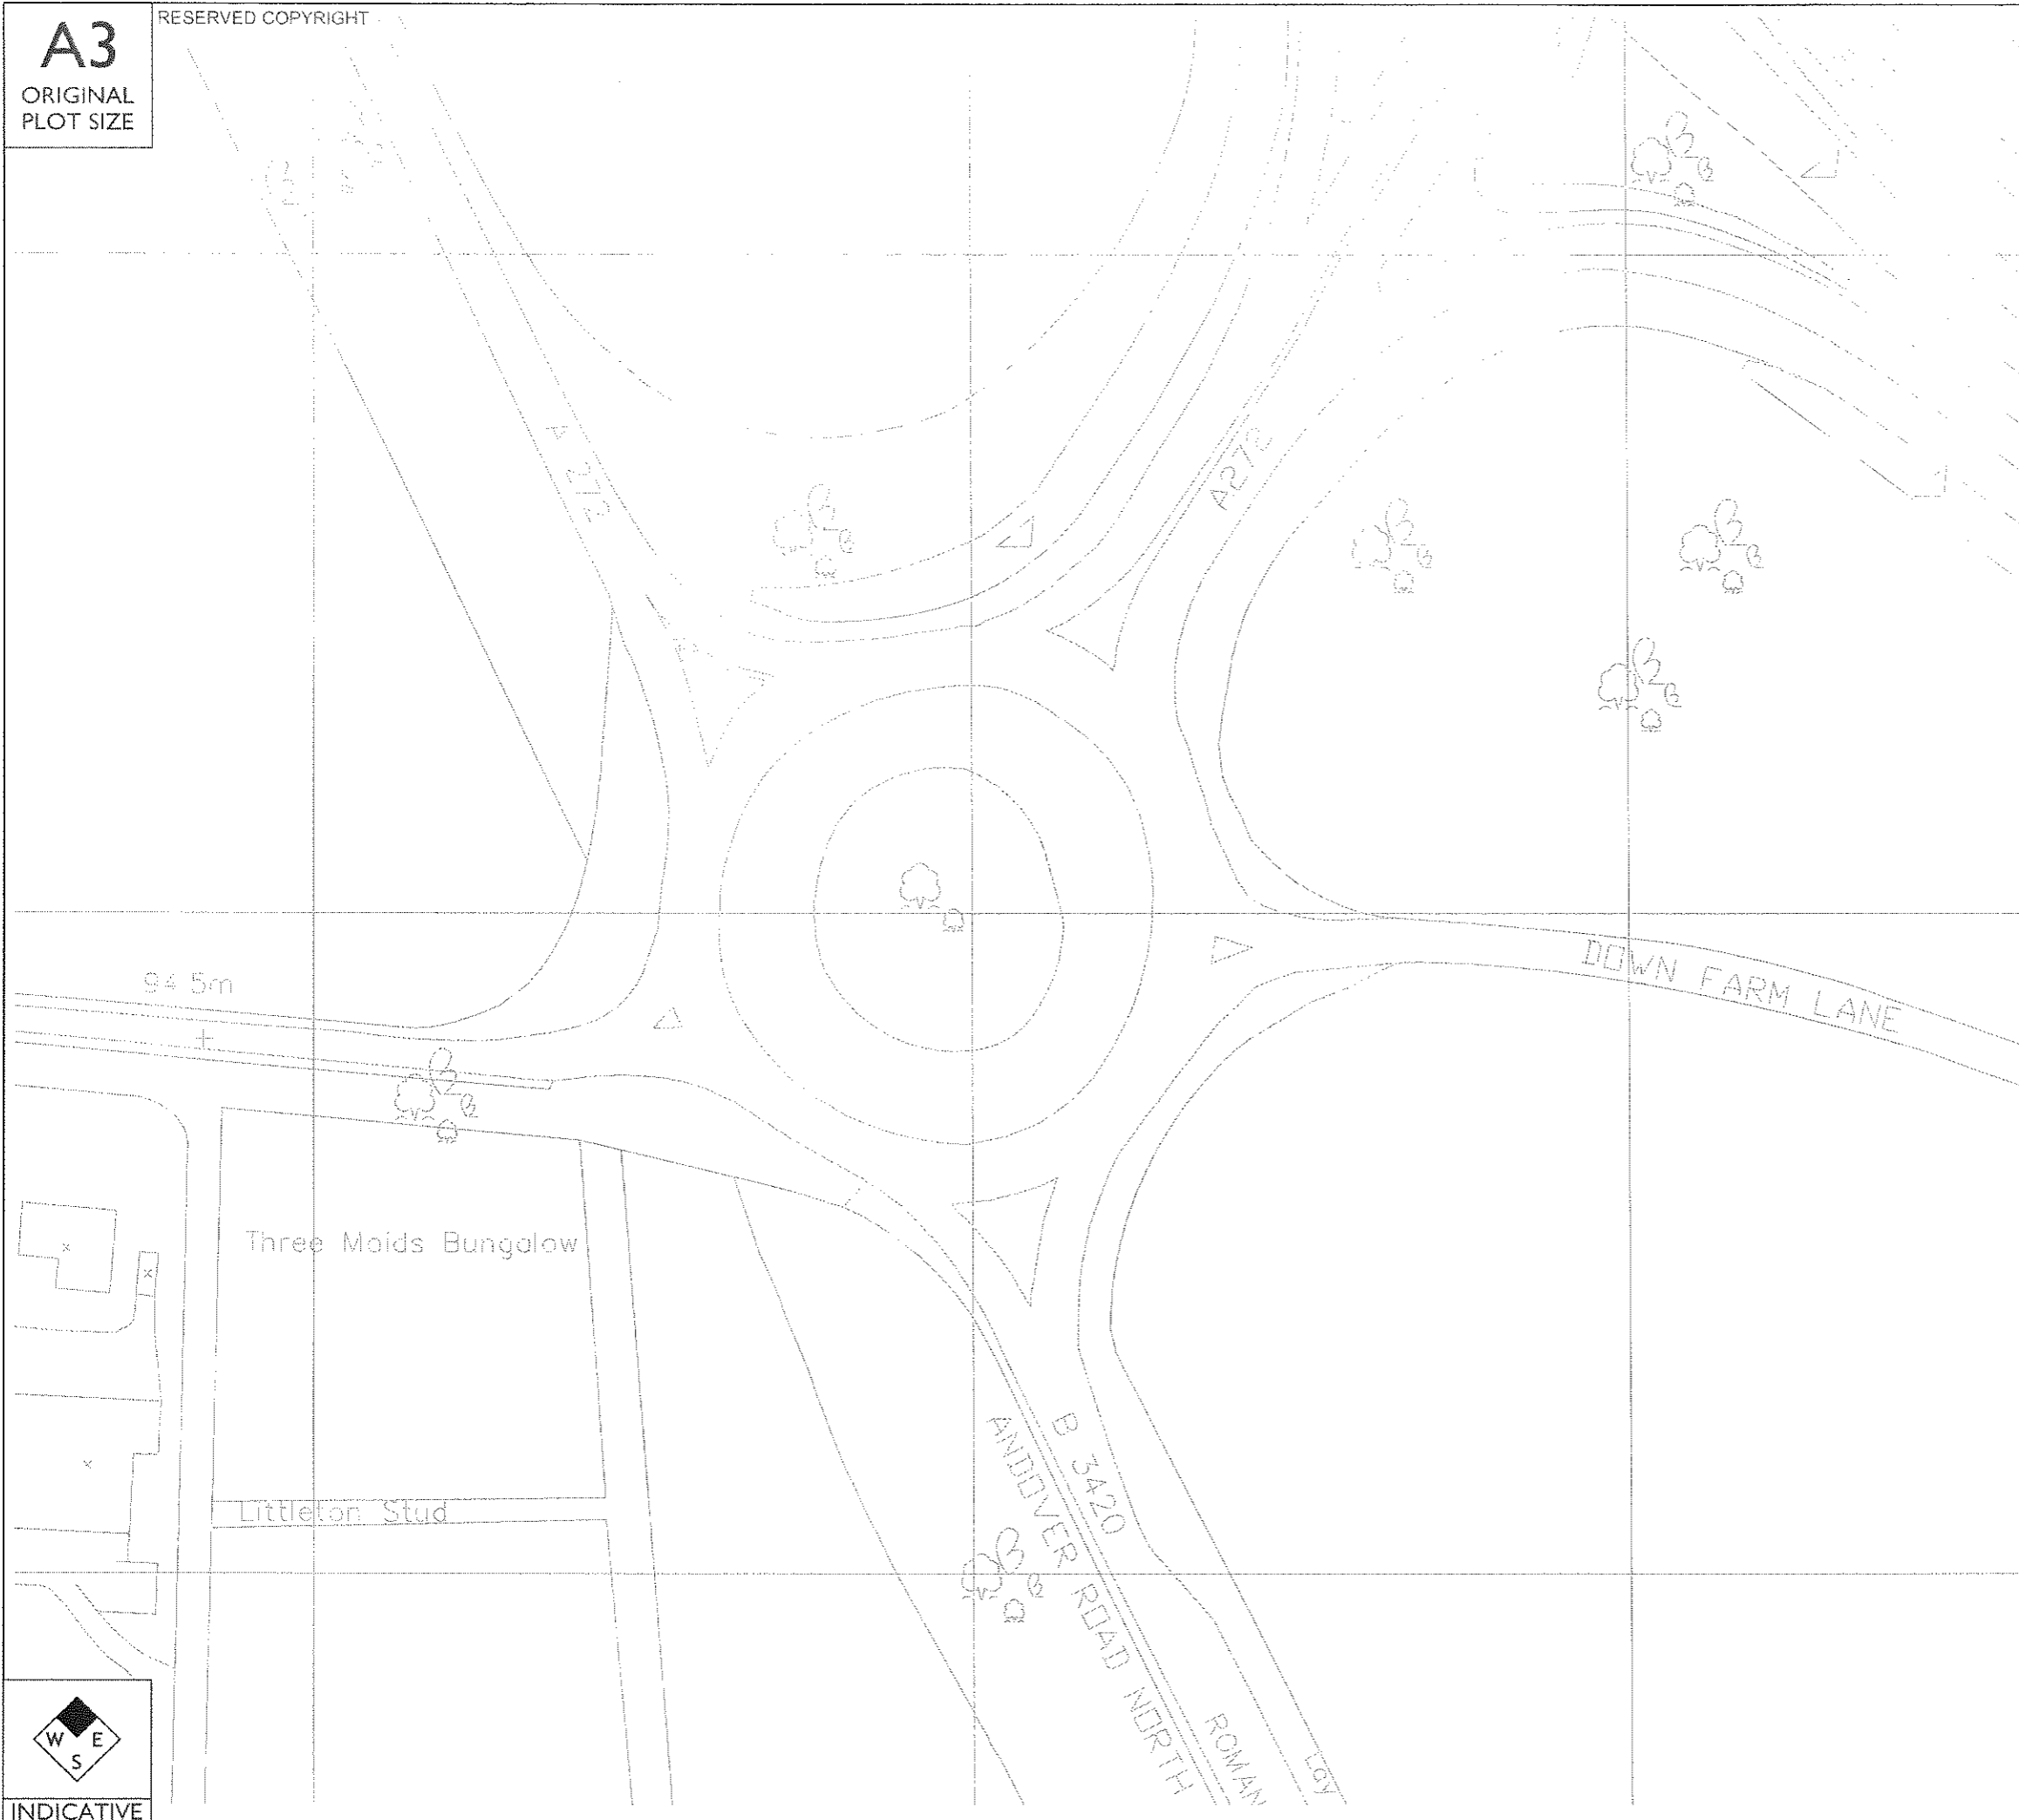 RESERVED COPYRIGHT
A3
ORIGINAL
PLOT SIZE
A 272
A272
94.5m
DOWN FARM LANE
Three Maids Bungalow
Littleton Stud
B 3420
ANDOVER ROAD NORTH
ROMAN
Lay
W E
S
INDICATIVE